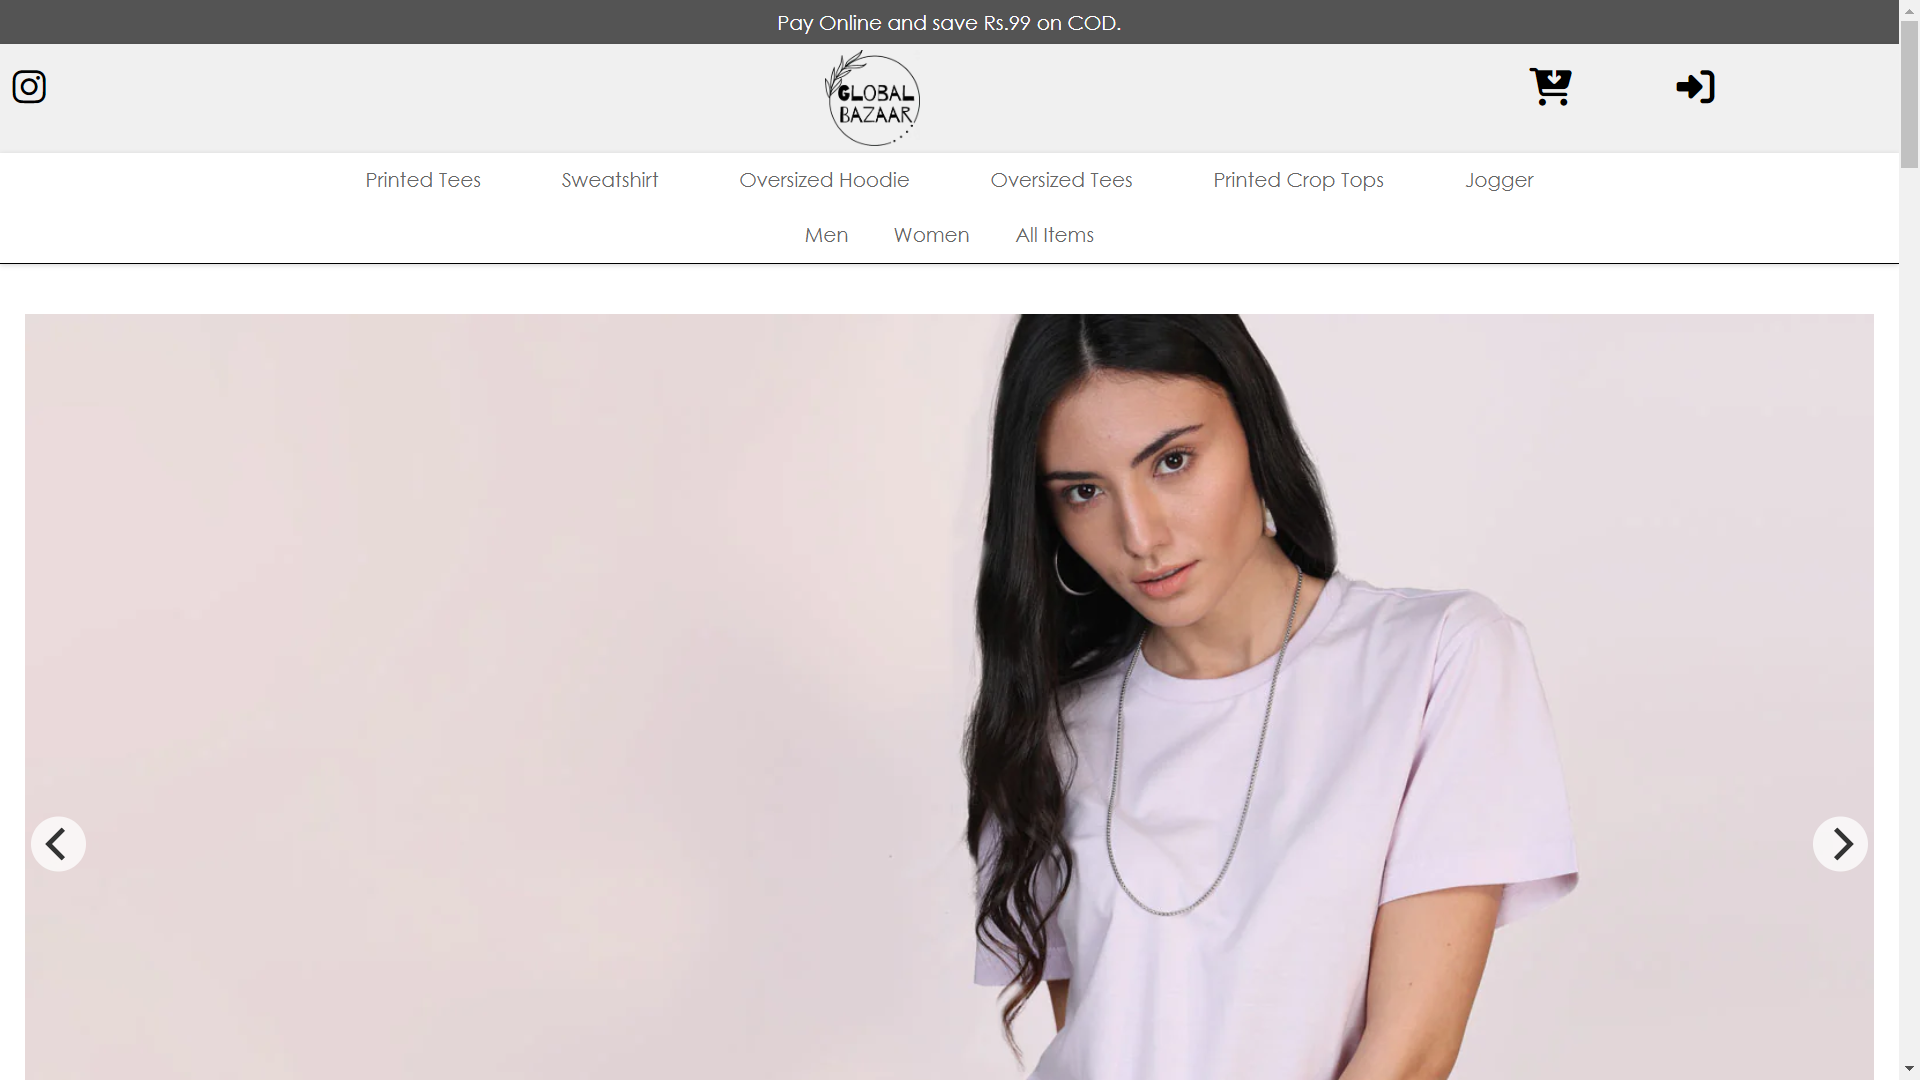 Pay Online and save Rs.99 on COD.
GLOBAL
BAZAAR
Printed Tees Sweatshirt Oversized Hoodie Oversized Tees Printed Crop Tops Jogger
Men Women All Items